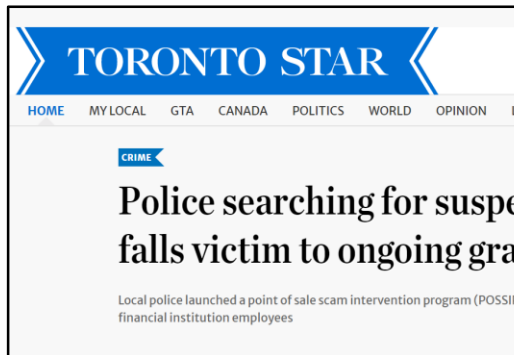 TORONTO STAR
HOME MY LOCAL GTA CANADA POLITICS WORLD OPINION
CRIME
Police searching for suspe
falls victim to ongoing gra
Local police launched a point of sale scam intervention program (POSSI
financial institution employees